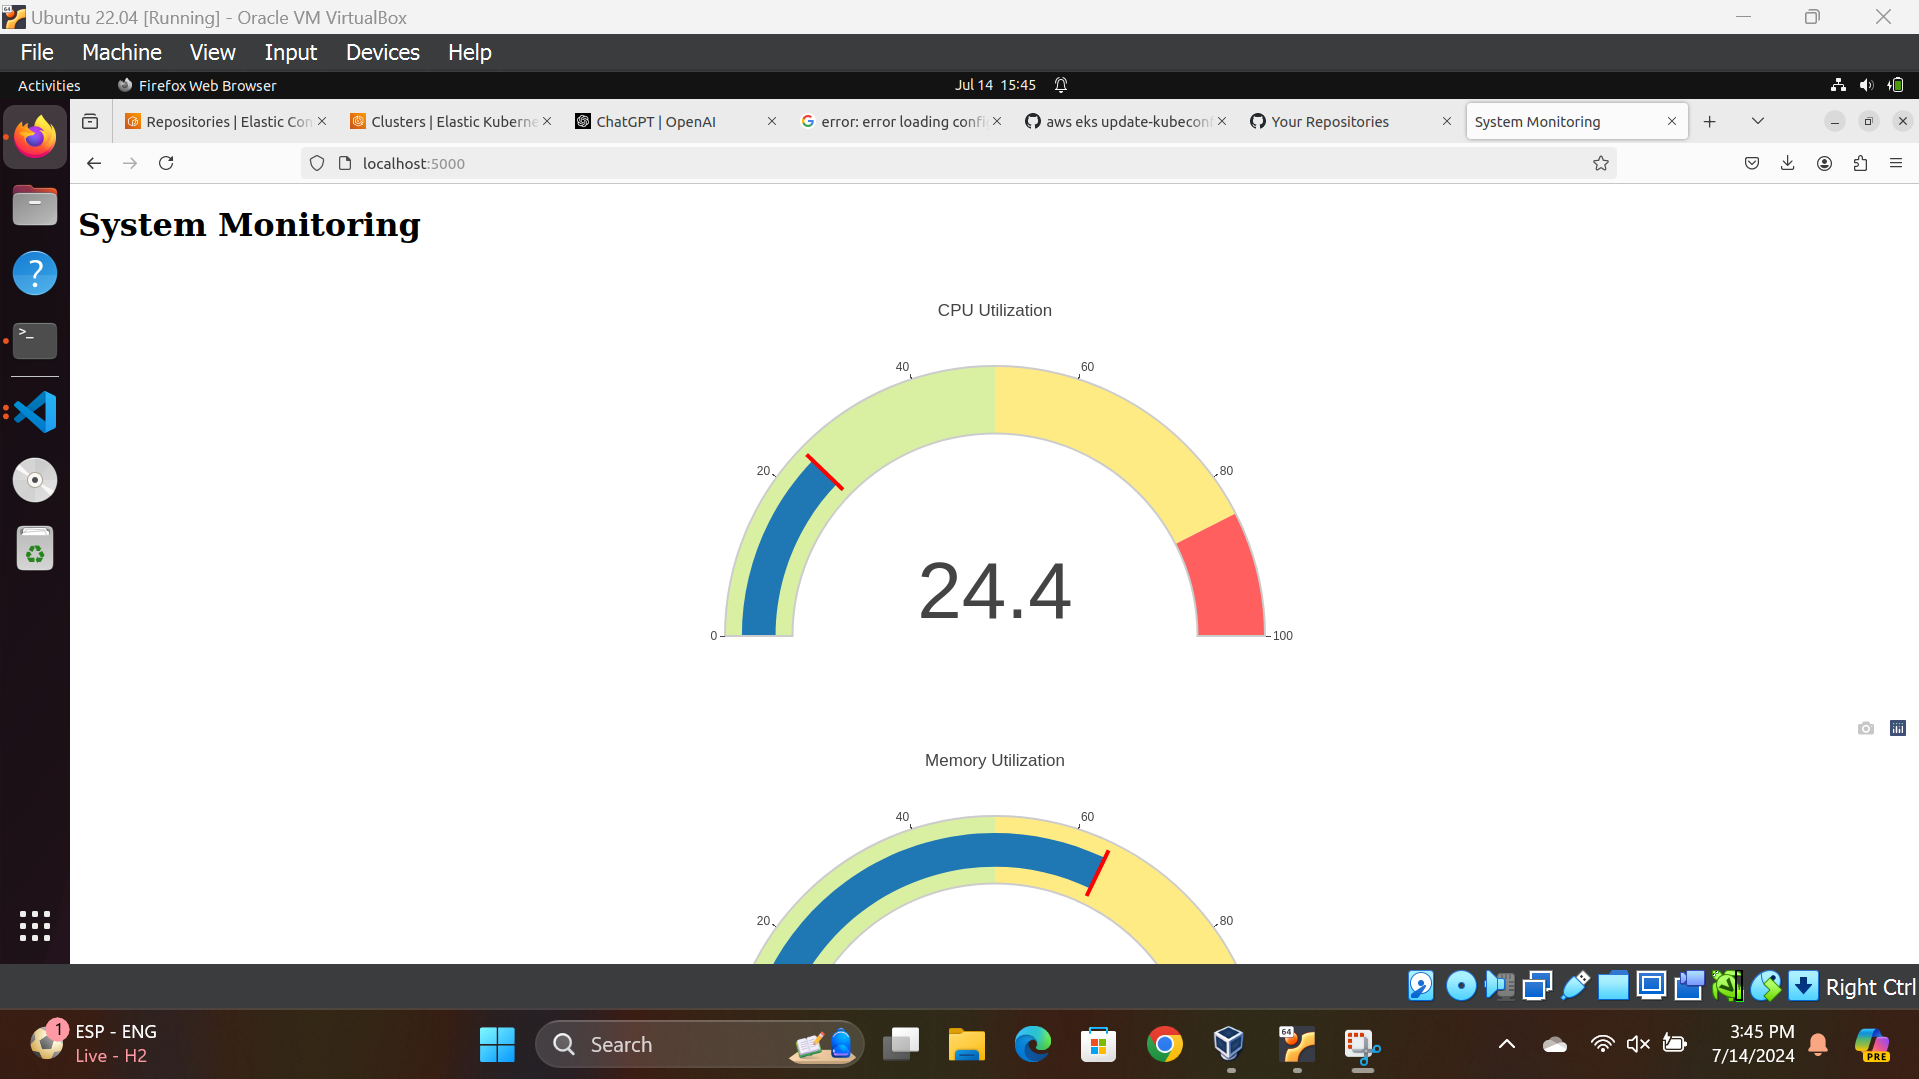 Ubuntu 22.04 [Running] - Oracle VM VirtualBox
File Machine View Input Devices Help
Activities Firefox Web Browser Jul 14 15:45
Repositories | Elastic Con Clusters | Elastic Kuberne ChatGPT | OpenAI error: error loading config aws eks update-kubeconf Your Repositories System Monitoring
localhost:5000
System Monitoring
CPU Utilization
40 60
20 80
24.4
0 100
Memory Utilization
40 60
20 80
Right Ctrl
1 ESP - ENG
Live - H2
Search
64
3:45 PM
7/14/2024
PRE